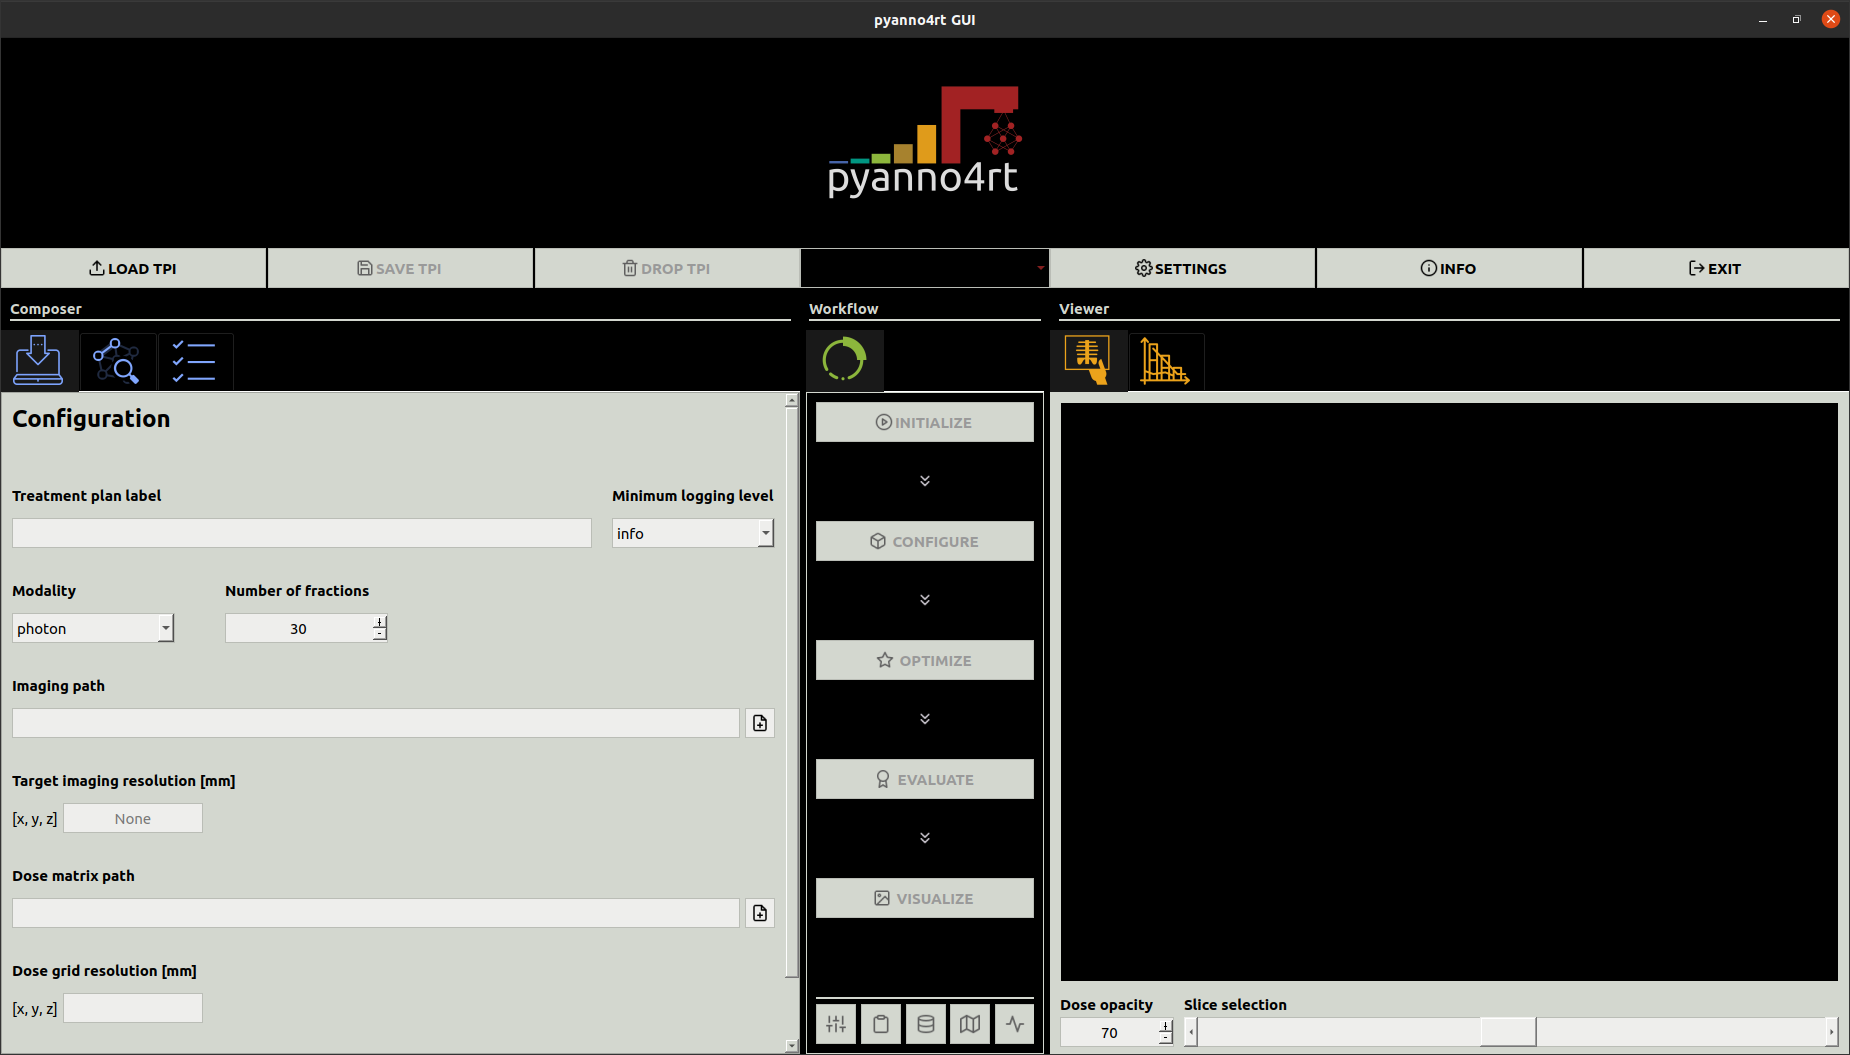 pyanno4rt GUI
pyanno4rt
LOAD TPI
SAVE TPI
DROP TPI
SETTINGS
INFO
EXIT
Composer
Configuration
Treatment plan label
Minimum logging level
info
Modality
Number of fractions
photon
30
Imaging path
Target imaging resolution [mm]
[x, y, z]
None
Dose matrix path
Dose grid resolution [mm]
[x, y, z]
Workflow
INITIALIZE
CONFIGURE
OPTIMIZE
EVALUATE
VISUALIZE
Viewer
Dose opacity
Slice selection
70